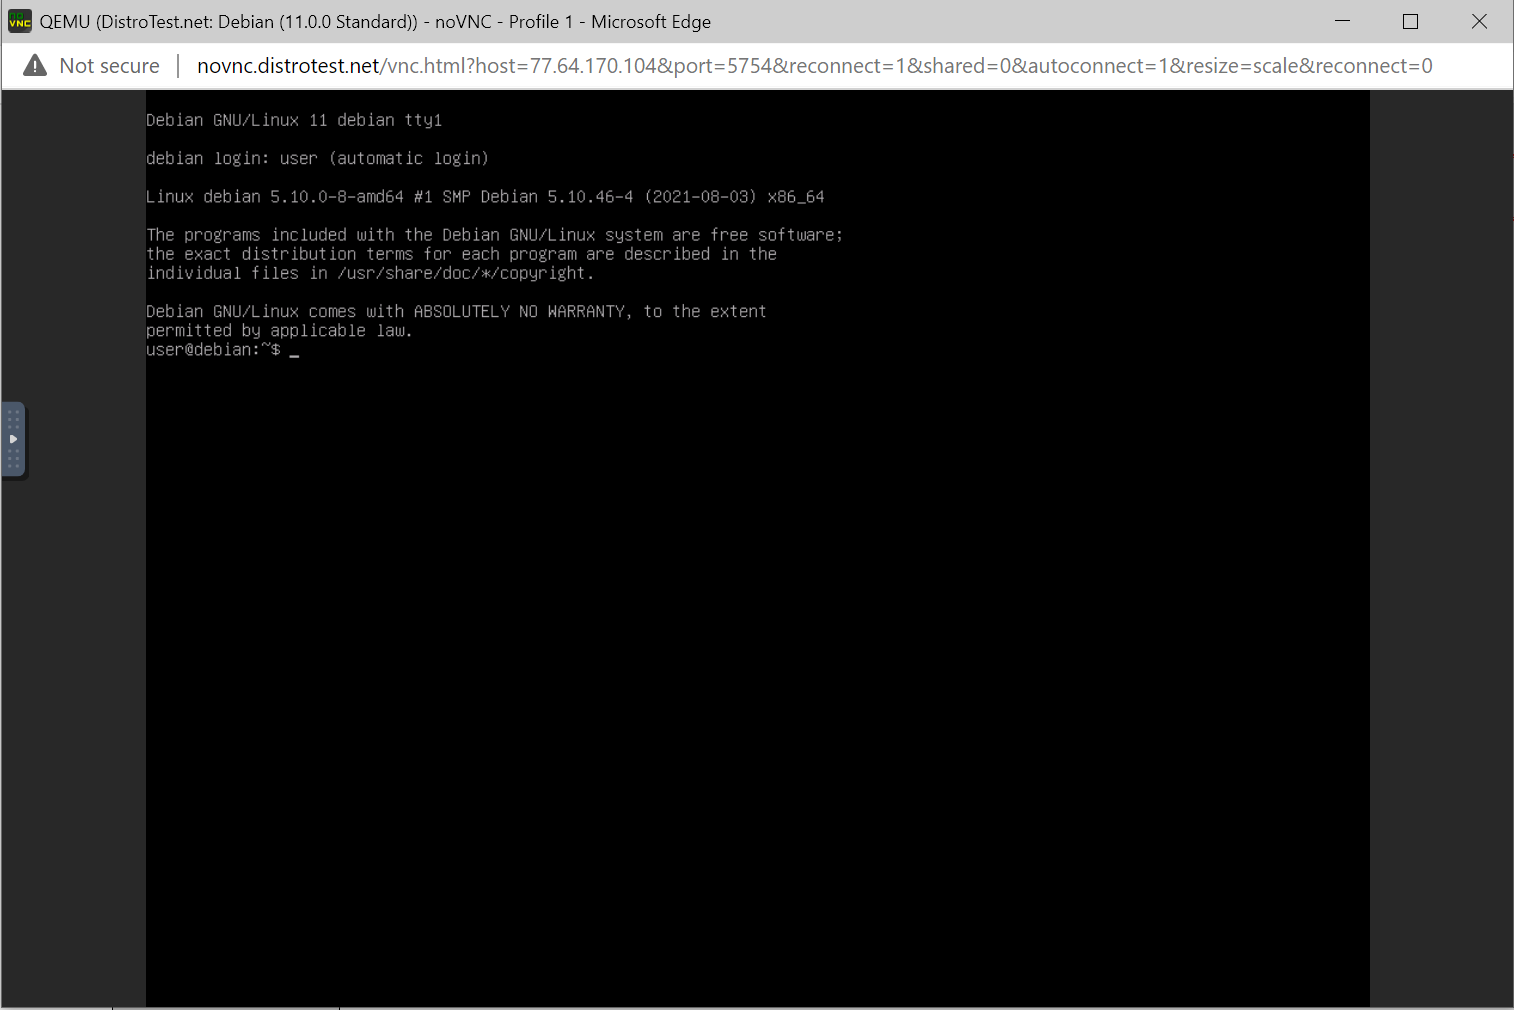 QEMU (DistroTest.net: Debian (11.0.0 Standard)) - noVNC - Profile 1 - Microsoft Edge
Not secure | novnc.distrotest.net/vnc.html?host=77.64.170.104&port=5754&reconnect=1&shared=0&autoconnect=1&resize=scale&reconnect=0
Debian GNU/Linux 11 debian tty1
debian login: user (automatic login)
Linux debian 5.10.0-8-amd64 #1 SMP Debian 5.10.46-4 (2021-08-03) x86_64
The programs included with the Debian GNU/Linux system are free software;
the exact distribution terms for each program are described in the
individual files in /usr/share/doc/*/copyright.
Debian GNU/Linux comes with ABSOLUTELY NO WARRANTY, to the extent
permitted by applicable law.
user@debian:~$ _